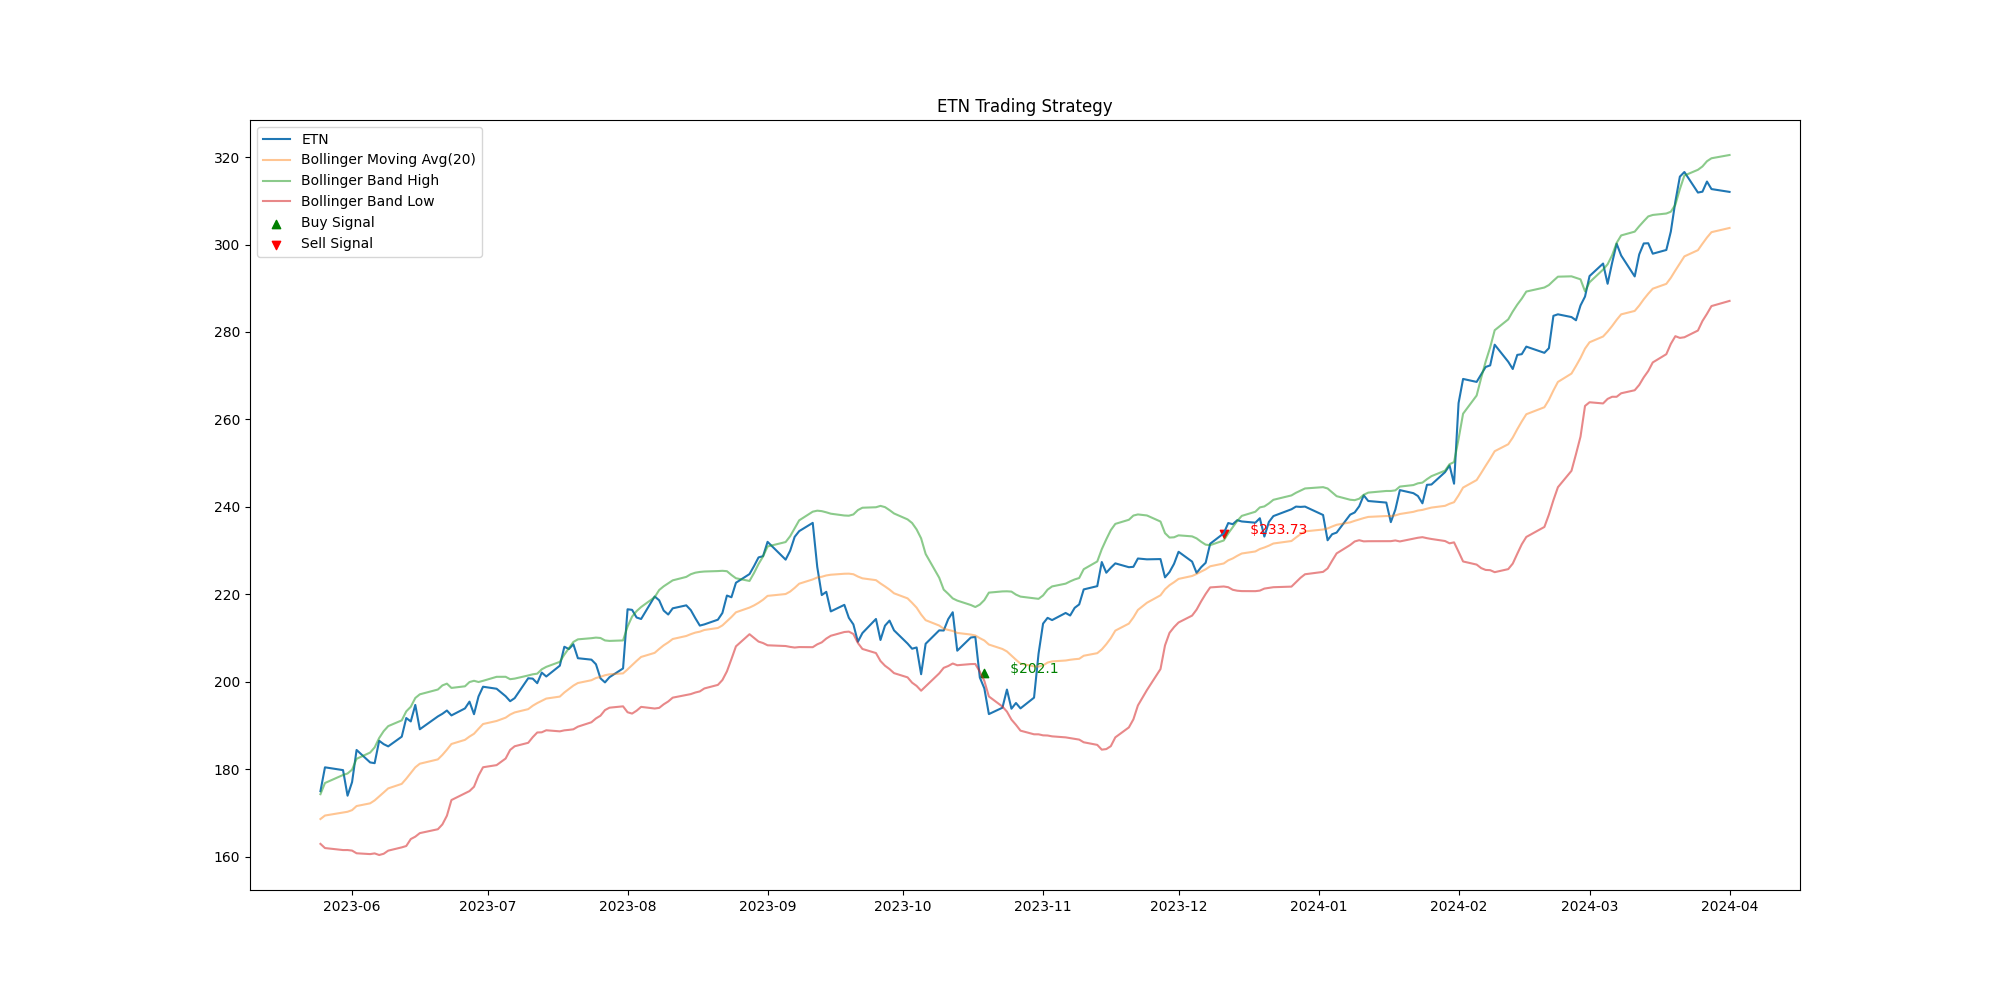 ETN Trading Strategy
ETN
Bollinger Moving Avg(20)
Bollinger Band High
Bollinger Band Low
Buy Signal
Sell Signal
320
300
280
260
240
220
200
180
160
$233.73
$202.1
2023-06 2023-07 2023-08 2023-09 2023-10 2023-11 2023-12 2024-01 2024-02 2024-03 2024-04